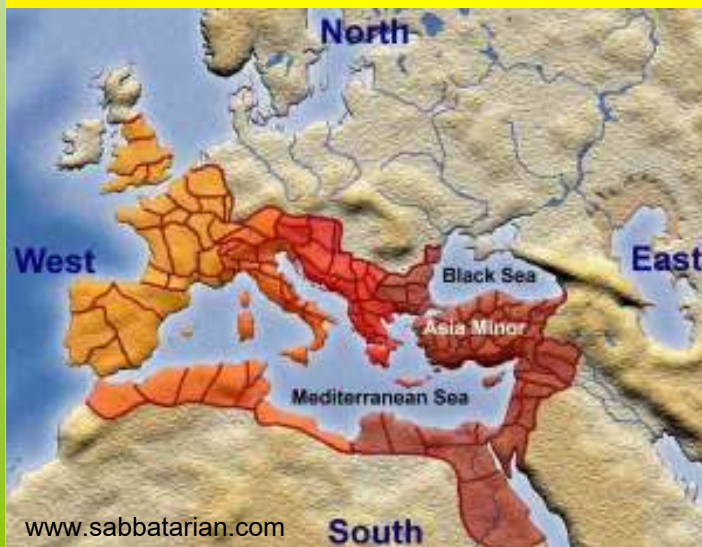 North
West
East
Black Sea
Asia Minor
Mediterranean Sea
www.sabbatarian.com
South